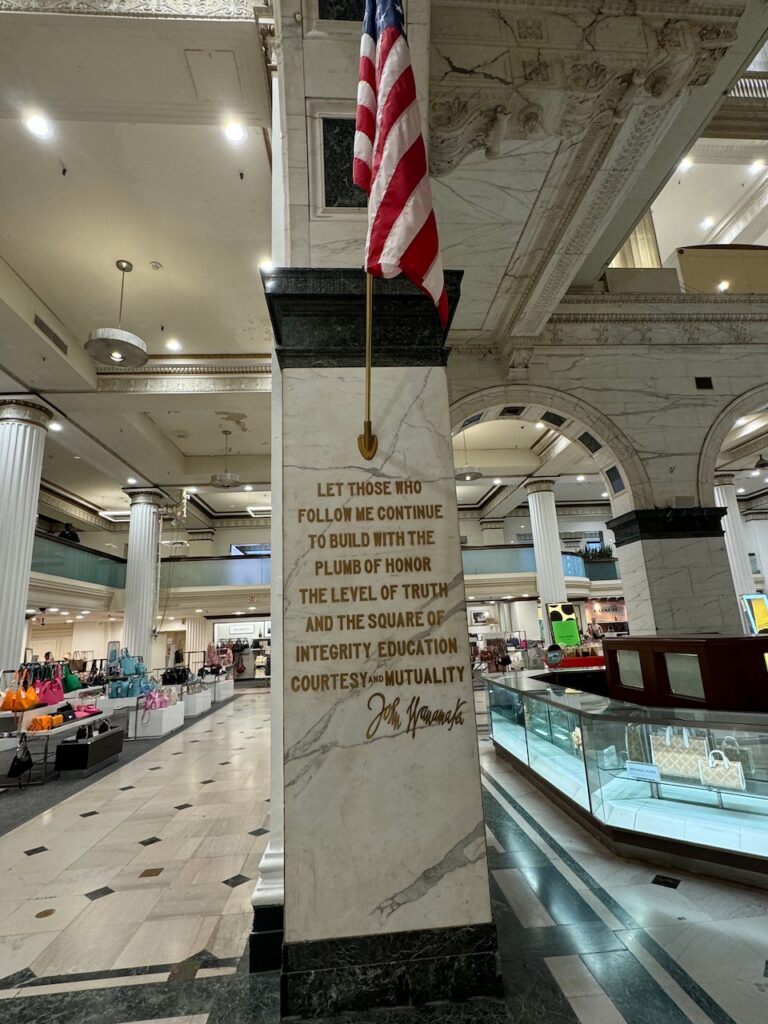 LET THOSE WHO
FOLLOW ME CONTINUE
TO BUILD WITH THE
PLUMB OF HONOR
THE LEVEL OF TRUTH
AND THE SQUARE OF
INTEGRITY EDUCATION
COURTESY AND MUTUALITY
John Wanamaker
COACH